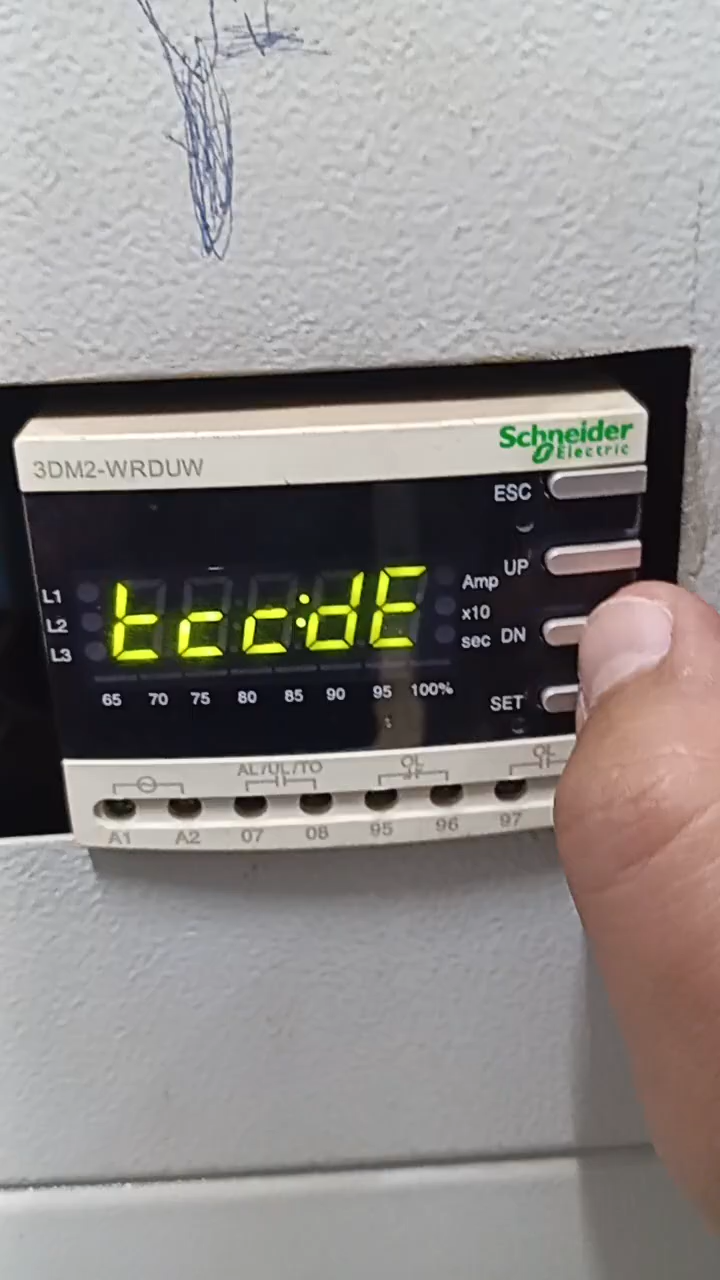 Schneider
Electric
3DM2-WRDUW
ESC
UP
Amp
L1
L2
L3
tcc:dE
x10
sec
DN
65 70 75 80 85 90 95 100%
SET
AL/UL/TO
OL
OL
A1 A2 07 08 95 96 97